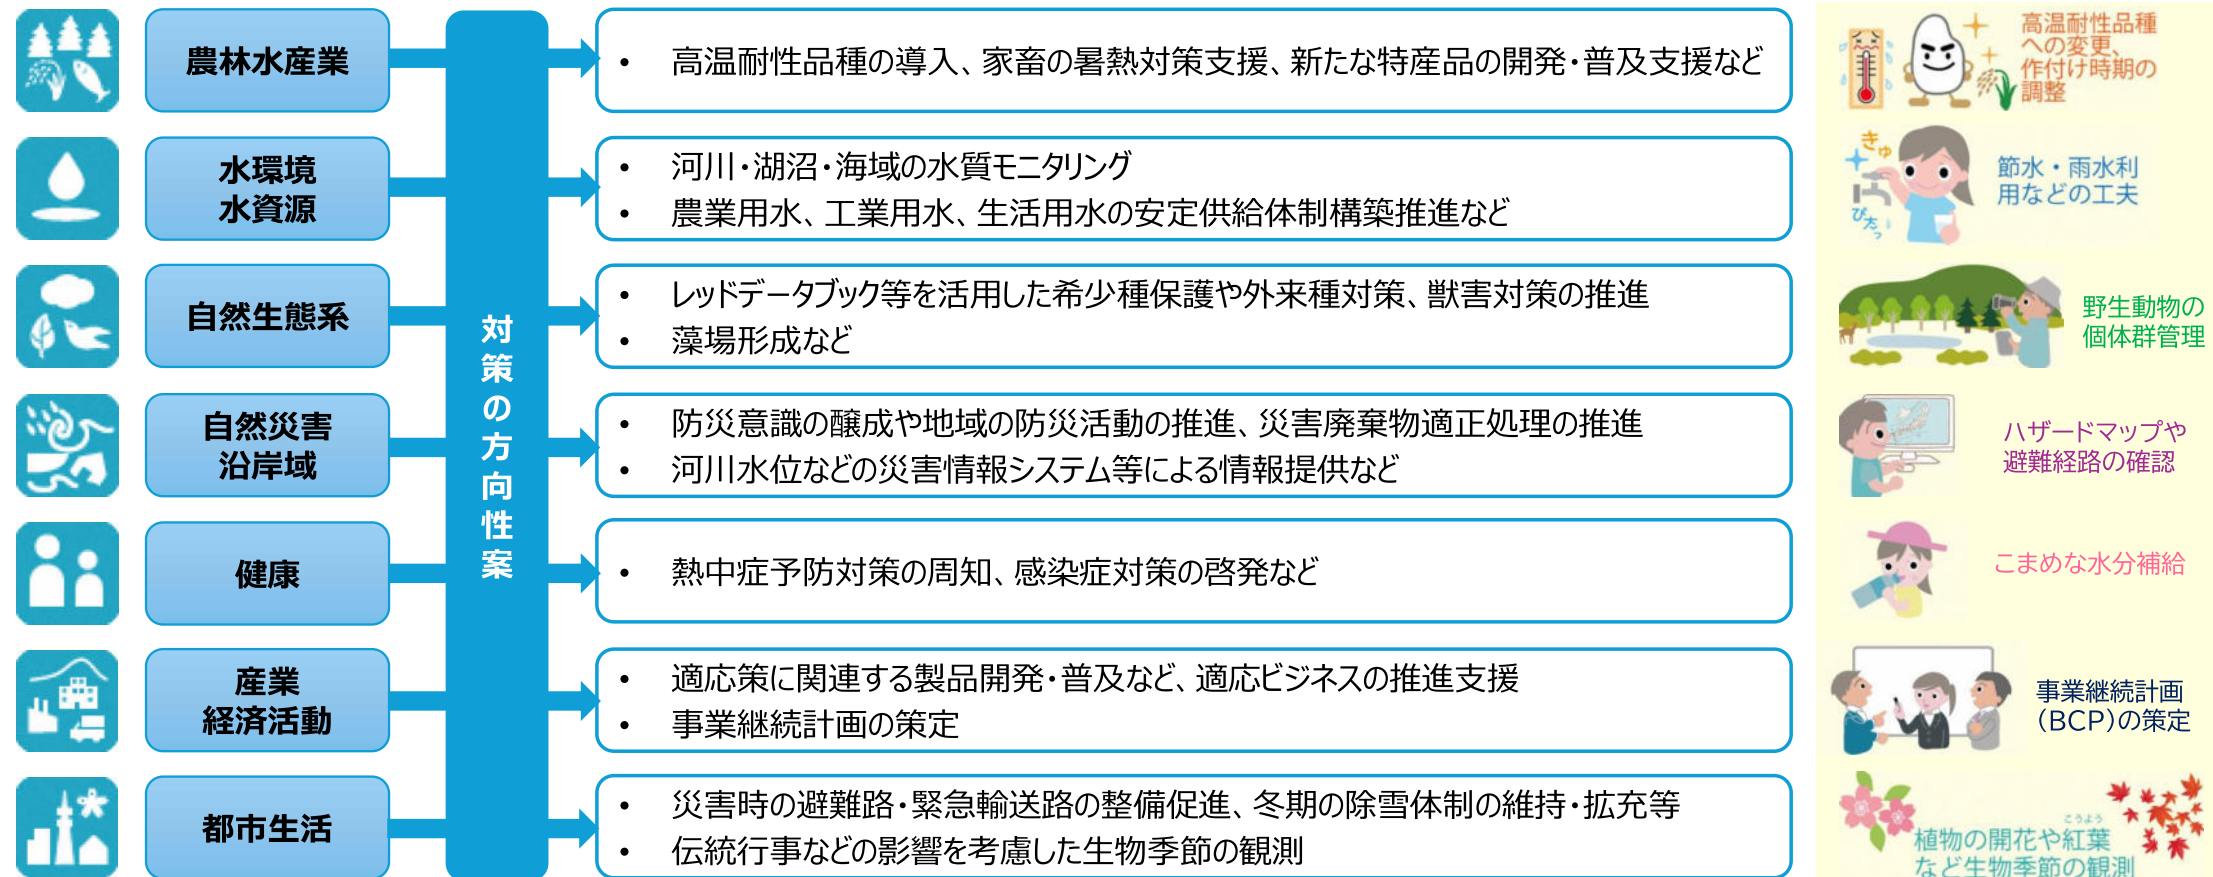 農林水産業
• 高温耐性品種の導入、家畜の暑熱対策支援、新たな特産品の開発・普及支援など
高温耐性品種
への変更、
作付け時期の
調整
水環境
水資源
• 河川・湖沼・海域の水質モニタリング
• 農業用水、工業用水、生活用水の安定供給体制構築推進など
きゅ
ぴたっ
節水・雨水利
用などの工夫
自然生態系
• レッドデータブック等を活用した希少種保護や外来種対策、獣害対策の推進
• 藻場形成など
野生動物の
個体群管理
対策の方向性案
自然災害
沿岸域
• 防災意識の醸成や地域の防災活動の推進、災害廃棄物適正処理の推進
• 河川水位などの災害情報システム等による情報提供など
ハザードマップや
避難経路の確認
健康
• 熱中症予防対策の周知、感染症対策の啓発など
こまめな水分補給
産業
経済活動
• 適応策に関連する製品開発・普及など、適応ビジネスの推進支援
• 事業継続計画の策定
事業継続計画
（BCP）の策定
都市生活
• 災害時の避難路・緊急輸送路の整備促進、冬期の除雪体制の維持・拡充等
• 伝統行事などの影響を考慮した生物季節の観測
こうよう
植物の開花や紅葉
など生物季節の観測